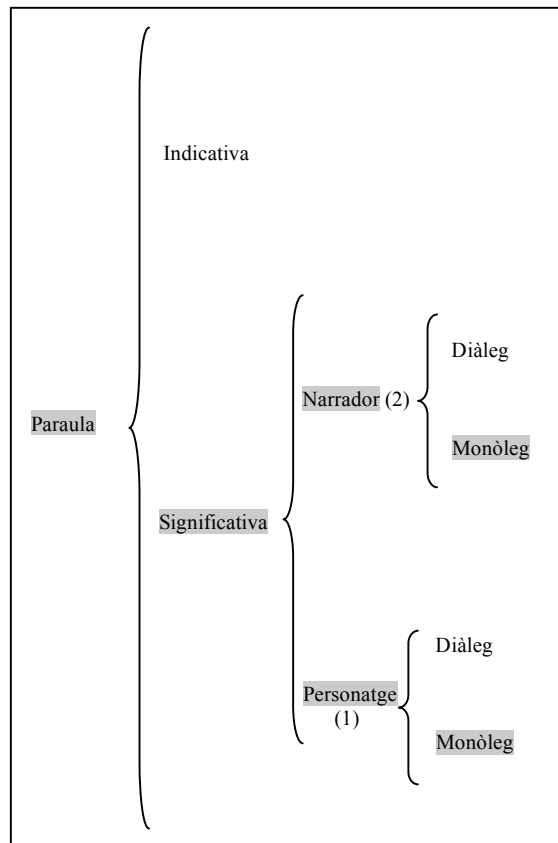 Indicativa
Diàleg
Narrador (2)
Paraula
Monòleg
Significativa
Diàleg
Personatge
(1)
Monòleg